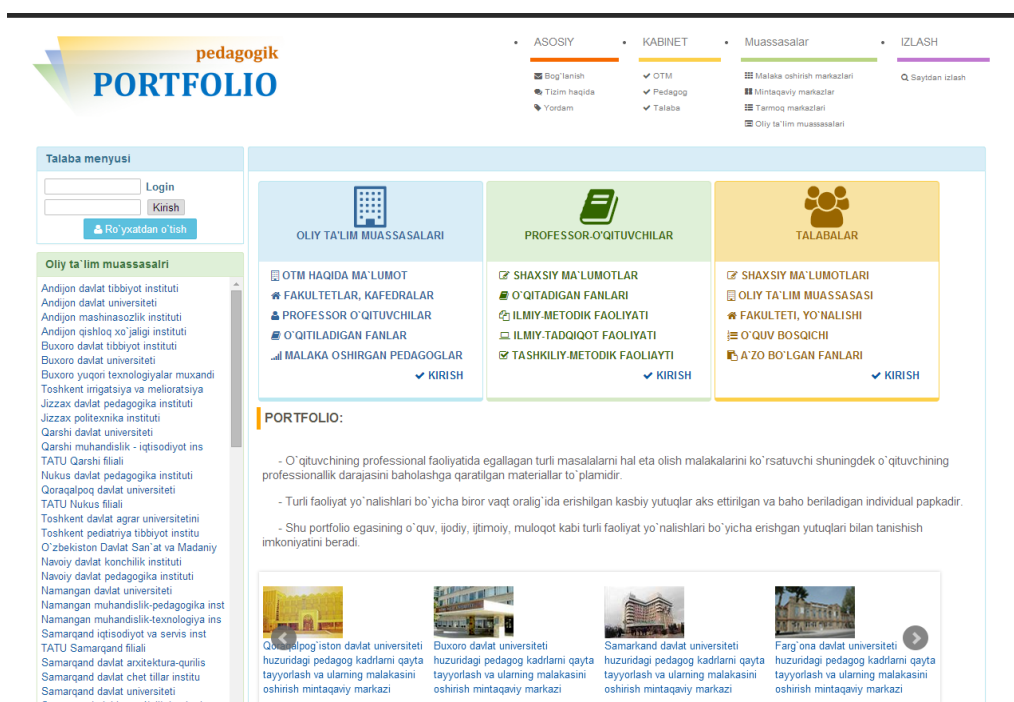 pedagogik
PORTFOLIO
ASOSIY
Bog`lanish
Tizim haqida
Yordam
KABINET
OTM
Pedagog
Talaba
Muassasalar
Malaka oshirish markazlari
Mintaqaviy markazlar
Tarmoq markazlari
Oliy ta`lim muassasalari
IZLASH
Saytdan izlash
Talaba menyusi
Login
Kirish
Ro`yxatdan o`tish
Oliy ta`lim muassasalri
Andijon davlat tibbiyot instituti
Andijon davlat universiteti
Andijon mashinasozlik instituti
Andijon qishloq xo`jaligi instituti
Buxoro davlat tibbiyot instituti
Buxoro davlat universiteti
Buxoro yuqori texnologiyalar muxandi
Toshkent irrigatsiya va melioratsiya
Jizzax davlat pedagogika instituti
Jizzax politexnika instituti
Qarshi davlat universiteti
Qarshi muhandislik - iqtisodiyot ins
TATU Qarshi filiali
Nukus davlat pedagogika instituti
Qoraqalpoq davlat universiteti
TATU Nukus filiali
Toshkent davlat agrar universitetini
Toshkent pediatriya tibbiyot institu
O`zbekiston Davlat San`at va Madaniy
Navoiy davlat konchilik instituti
Navoiy davlat pedagogika instituti
Namangan davlat universiteti
Namangan muhandislik-pedagogika inst
Namangan muhandislik-texnologiya ins
Samarqand iqtisodiyot va servis inst
TATU Samarqand filiali
Samarqand davlat arxitektura-qurilis
Samarqand davlat chet tillar institu
Samarqand davlat universiteti
OLIY TA'LIM MUASSASALARI
OTM HAQIDA MA`LUMOT
FAKULTETLAR, KAFEDRALAR
PROFESSOR O`QITUVCHILAR
O`QITILADIGAN FANLAR
MALAKA OSHIRGAN PEDAGOGLAR
KIRISH
PROFESSOR-O'QITUVCHILAR
SHAXSIY MA`LUMOTLAR
O`QITADIGAN FANLARI
ILMIY-METODIK FAOLIYATI
ILMIY-TADQIQOT FAOLIYATI
TASHKILIY-METODIK FAOLIAYTI
KIRISH
TALABALAR
SHAXSIY MA`LUMOTLARI
OLIY TA`LIM MUASSASASI
FAKULTETI, YO`NALISHI
O`QUV BOSQICHI
A`ZO BO`LGAN FANLARI
KIRISH
PORTFOLIO:
- O`qituvchining professional faoliyatida egallagan turli masalalarni hal eta olish malakalarini ko`rsatuvchi shuningdek o`qituvchining
professionallik darajasini baholashga qaratilgan materiallar to`plamidir.
- Turli faoliyat yo`nalishlari bo`yicha biror vaqt oralig`ida erishilgan kasbiy yutuqlar aks ettirilgan va baho beriladigan individual papkadir.
- Shu portfolio egasining o`quv, ijodiy, ijtimoiy, muloqot kabi turli faoliyat yo`nalishlari bo`yicha erishgan yutuqlari bilan tanishish
imkoniyatini beradi.
Qoraqalpog`iston davlat universiteti
huzuridagi pedagog kadrlarni qayta
tayyorlash va ularning malakasini
oshirish mintaqaviy markazi
Buxoro davlat universiteti
huzuridagi pedagog kadrlarni qayta
tayyorlash va ularning malakasini
oshirish mintaqaviy markazi
Samarkand davlat universiteti
huzuridagi pedagog kadrlarni qayta
tayyorlash va ularning malakasini
oshirish mintaqaviy markazi
Farg`ona davlat universiteti
huzuridagi pedagog kadrlarni qayta
tayyorlash va ularning malakasini
oshirish mintaqaviy markazi